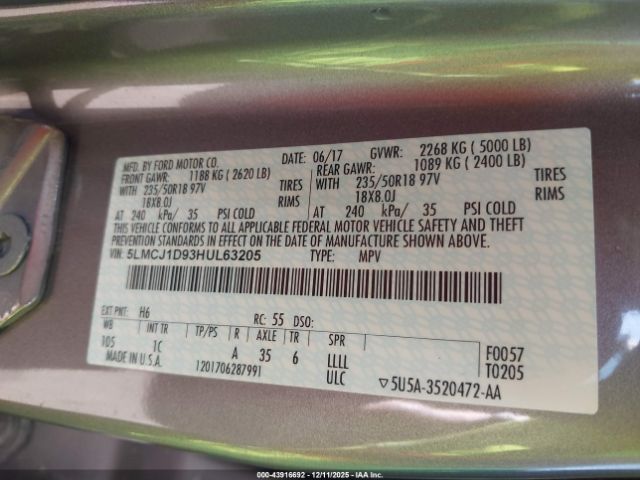 MFD. BY FORD MOTOR CO.
DATE: 06/17 GVWR: 2268 KG ( 5000 LB)
FRONT GAWR: 1188 KG ( 2620 LB) REAR GAWR: 1089 KG ( 2400 LB)
WITH 235/50R18 97V TIRES WITH 235/50R18 97V TIRES
18X8.0J RIMS 18X8.0J RIMS
AT 240 kPa/ 35 PSI COLD AT 240 kPa/ 35 PSI COLD
THIS VEHICLE CONFORMS TO ALL APPLICABLE FEDERAL MOTOR VEHICLE SAFETY AND THEFT
PREVENTION STANDARDS IN EFFECT ON THE DATE OF MANUFACTURE SHOWN ABOVE.
VIN: 5LMCJ1D93HUL63205 TYPE: MPV
EXT PNT: H6 RC: 55 DSO:
WB INT TR TP/PS R AXLE TR SPR
105 1C A 35 6 LLLL
F0057
T0205
MADE IN U.S.A. 1201706287991 ULC
5U5A-3520472-AA
000-43916692 - 12/11/2025 - IAA Inc.